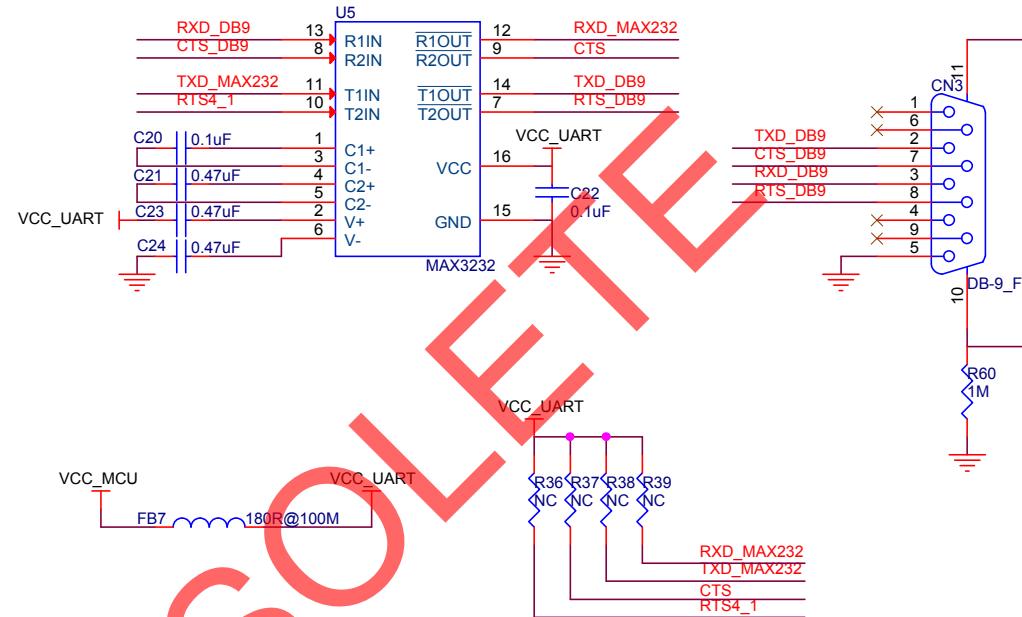 U5
RXD_DB9 13 R1IN R1OUT 12 RXD_MAX232
CTS_DB9 8 R2IN R2OUT 9 CTS
TXD_MAX232 11 T1IN T1OUT 14 TXD_DB9
RTS4_1 10 T2IN T2OUT 7 RTS_DB9
C20 0.1uF 1 C1+
3 C1-
C21 0.47uF 4 C2+
5 C2-
VCC_UART C23 0.47uF 2 V+
C24 0.47uF 6 V-
VCC 16 VCC_UART
C22
0.1uF
GND 15
MAX3232
11
CN3
1
6
TXD_DB9 2
CTS_DB9 7
RXD_DB9 3
RTS_DB9 8
4
9
5
DB-9_F
10
R60
1M
VCC_MCU
FB7 180R@100M
VCC_UART
VCC_UART
R36 R37 R38 R39
NC NC NC NC
RXD_MAX232
TXD_MAX232
CTS
RTS4_1
SOLETE